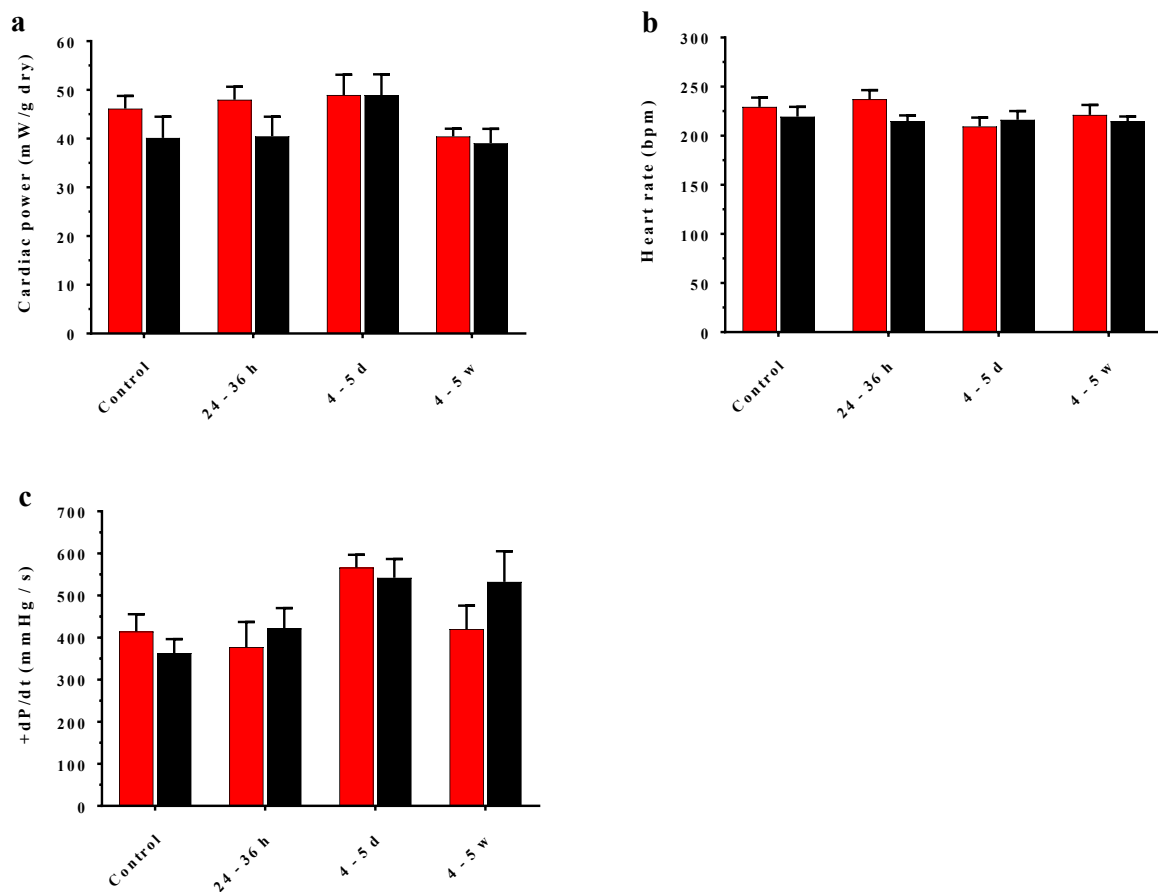 a
Cardiac power (mW/g dry)
60
50
40
30
20
10
0
Control
24 - 36 h
4 - 5 d
4 - 5 w
b
Heart rate (bpm)
300
250
200
150
100
50
0
Control
24 - 36 h
4 - 5 d
4 - 5 w
c
+dP/dt (mmHg / s)
700
600
500
400
300
200
100
0
Control
24 - 36 h
4 - 5 d
4 - 5 w